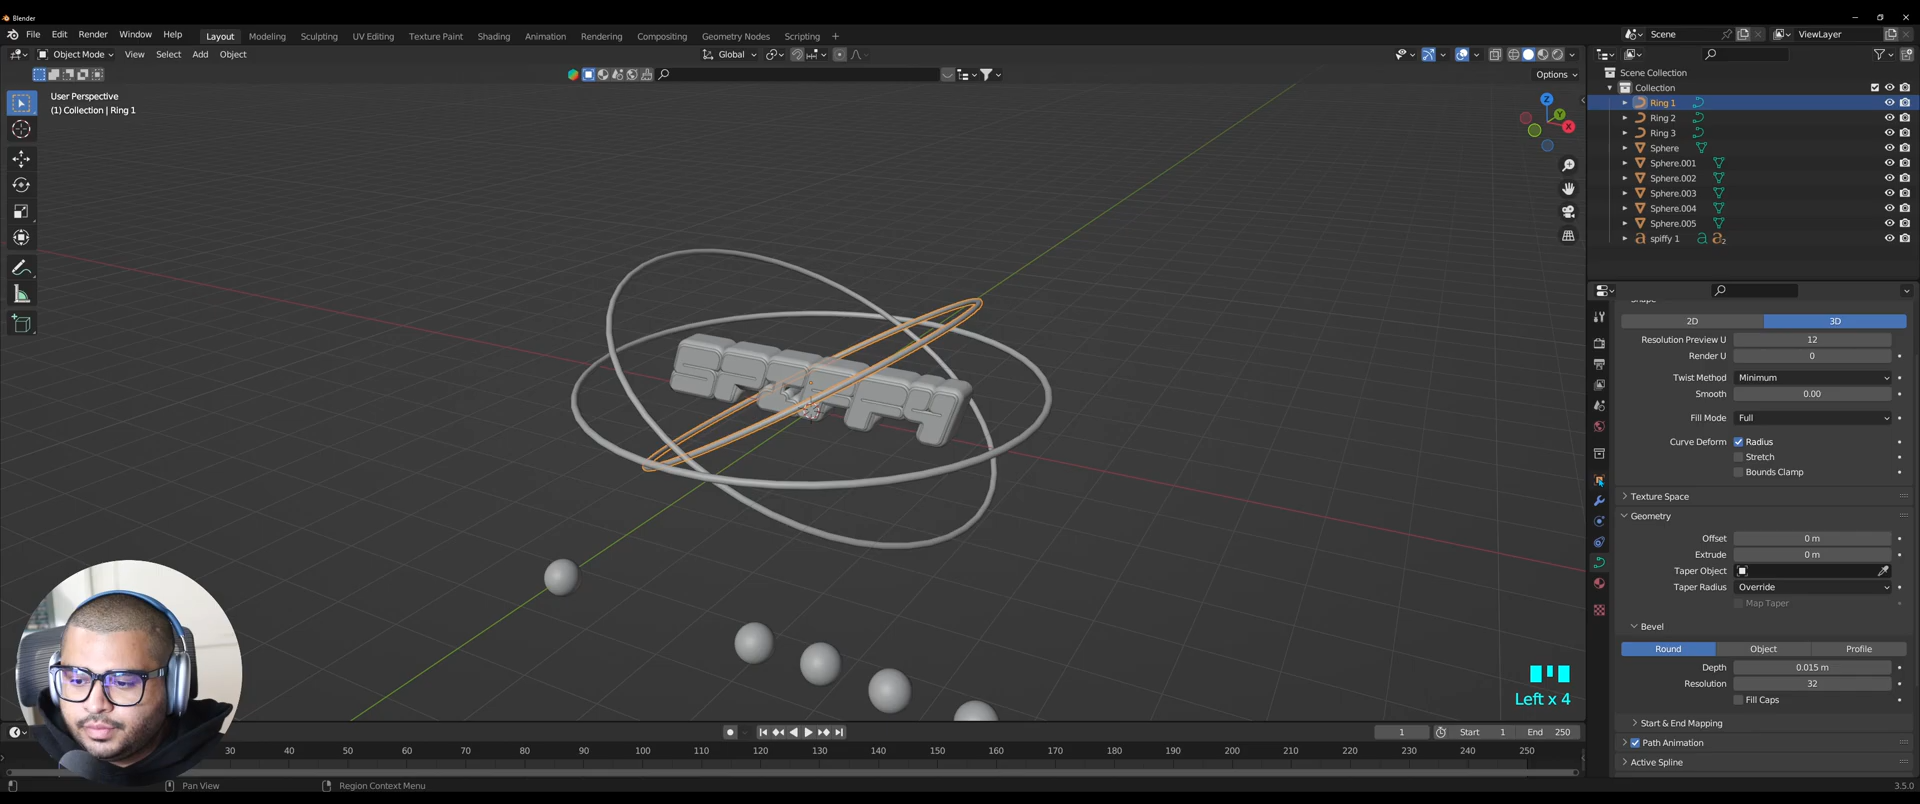 Blender
File Edit Render Window Help
Layout Modeling Sculpting UV Editing Texture Paint Shading Animation Rendering Compositing Geometry Nodes Scripting +
Scene
ViewLayer
Object Mode
View Select Add Object
Global
Options
User Perspective
(1) Collection | Ring 1
Z
Y
X
SPIFFY
Left x 4
Scene Collection
Collection
Ring 1
Ring 2
Ring 3
Sphere
Sphere.001
Sphere.002
Sphere.003
Sphere.004
Sphere.005
spiffy 1
Shape
2D 3D
Resolution Preview U 12
Render U 0
Twist Method Minimum
Smooth 0.00
Fill Mode Full
Curve Deform Radius
Stretch
Bounds Clamp
Texture Space
Geometry
Offset 0 m
Extrude 0 m
Taper Object
Taper Radius Override
Map Taper
Bevel
Round Object Profile
Depth 0.015 m
Resolution 32
Fill Caps
Start & End Mapping
Path Animation
Active Spline
1 Start 1 End 250
30 40 50 60 70 80 90 100 110 120 130 140 150 160 170 180 190 200 210 220 230 240 250
Pan View Region Context Menu
3.5.0